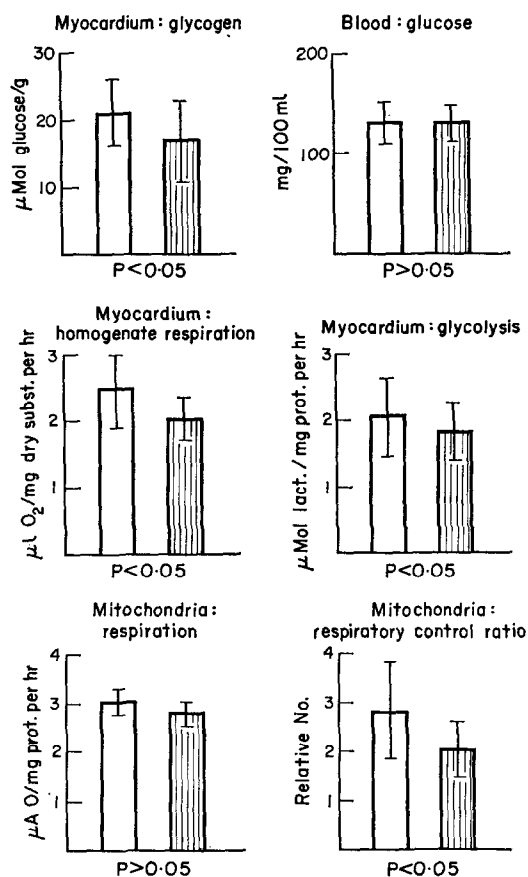 Myocardium: glycogen
μMol glucose/g
30
20
10
P<0·05
Blood: glucose
mg/100 ml
200
100
P>0·05
Myocardium:
homogenate respiration
μl O₂/mg dry subst. per hr
3
2
1
P<0·05
Myocardium: glycolysis
μMol lact./mg prot. per hr
3
2
1
P<0·05
Mitochondria:
respiration
μA O/mg prot. per hr
4
3
2
1
P>0·05
Mitochondria:
respiratory control ratio
Relative No.
4
3
2
1
P<0·05